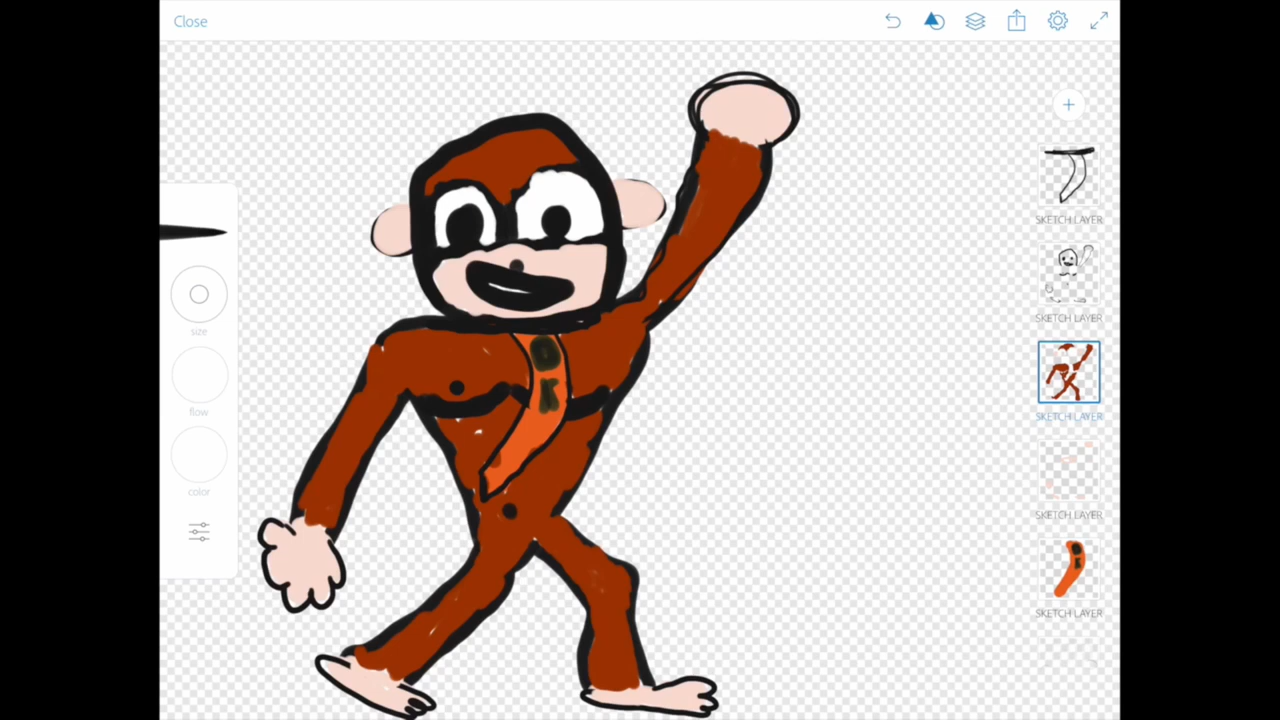 Close
size
flow
color
SKETCH LAYER
SKETCH LAYER
SKETCH LAYER
SKETCH LAYER
SKETCH LAYER
D
K